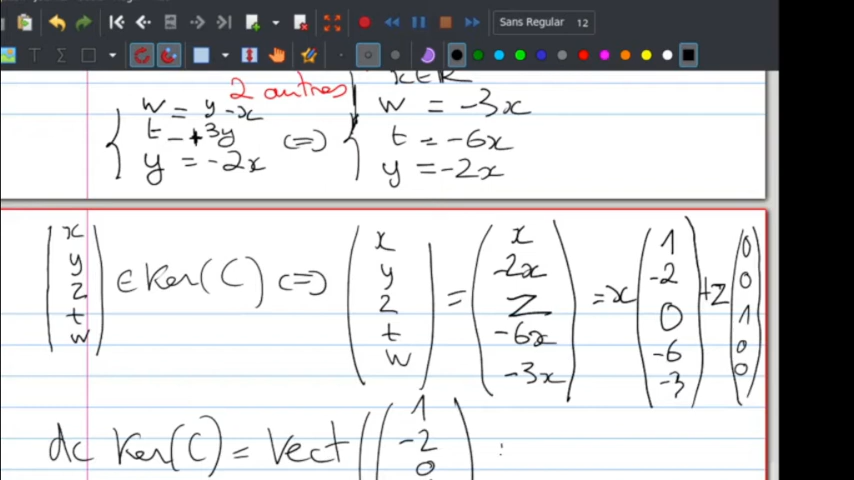 Sans Regular 12
2 autres x∈ℝ
{ w = y - x
t = +3y
y = -2x
⟺ { w = -3x
t = -6x
y = -2x
(x y z t w) ∈ Ker(C) ⟺ (x y z t w) = (x -2x z -6x -3x) = x (1 -2 0 -6 -3) + z (0 0 1 0 0)
dc Ker(C) = Vect ((1 -2 0